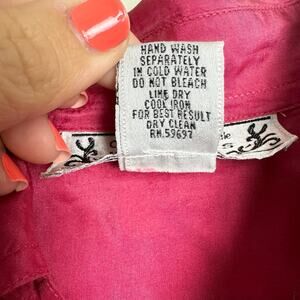 HAND WASH
SEPARATELY
IN COLD WATER
DO NOT BLEACH
LINE DRY
COOL IRON
FOR BEST RESULT
DRY CLEAN
RN.59697